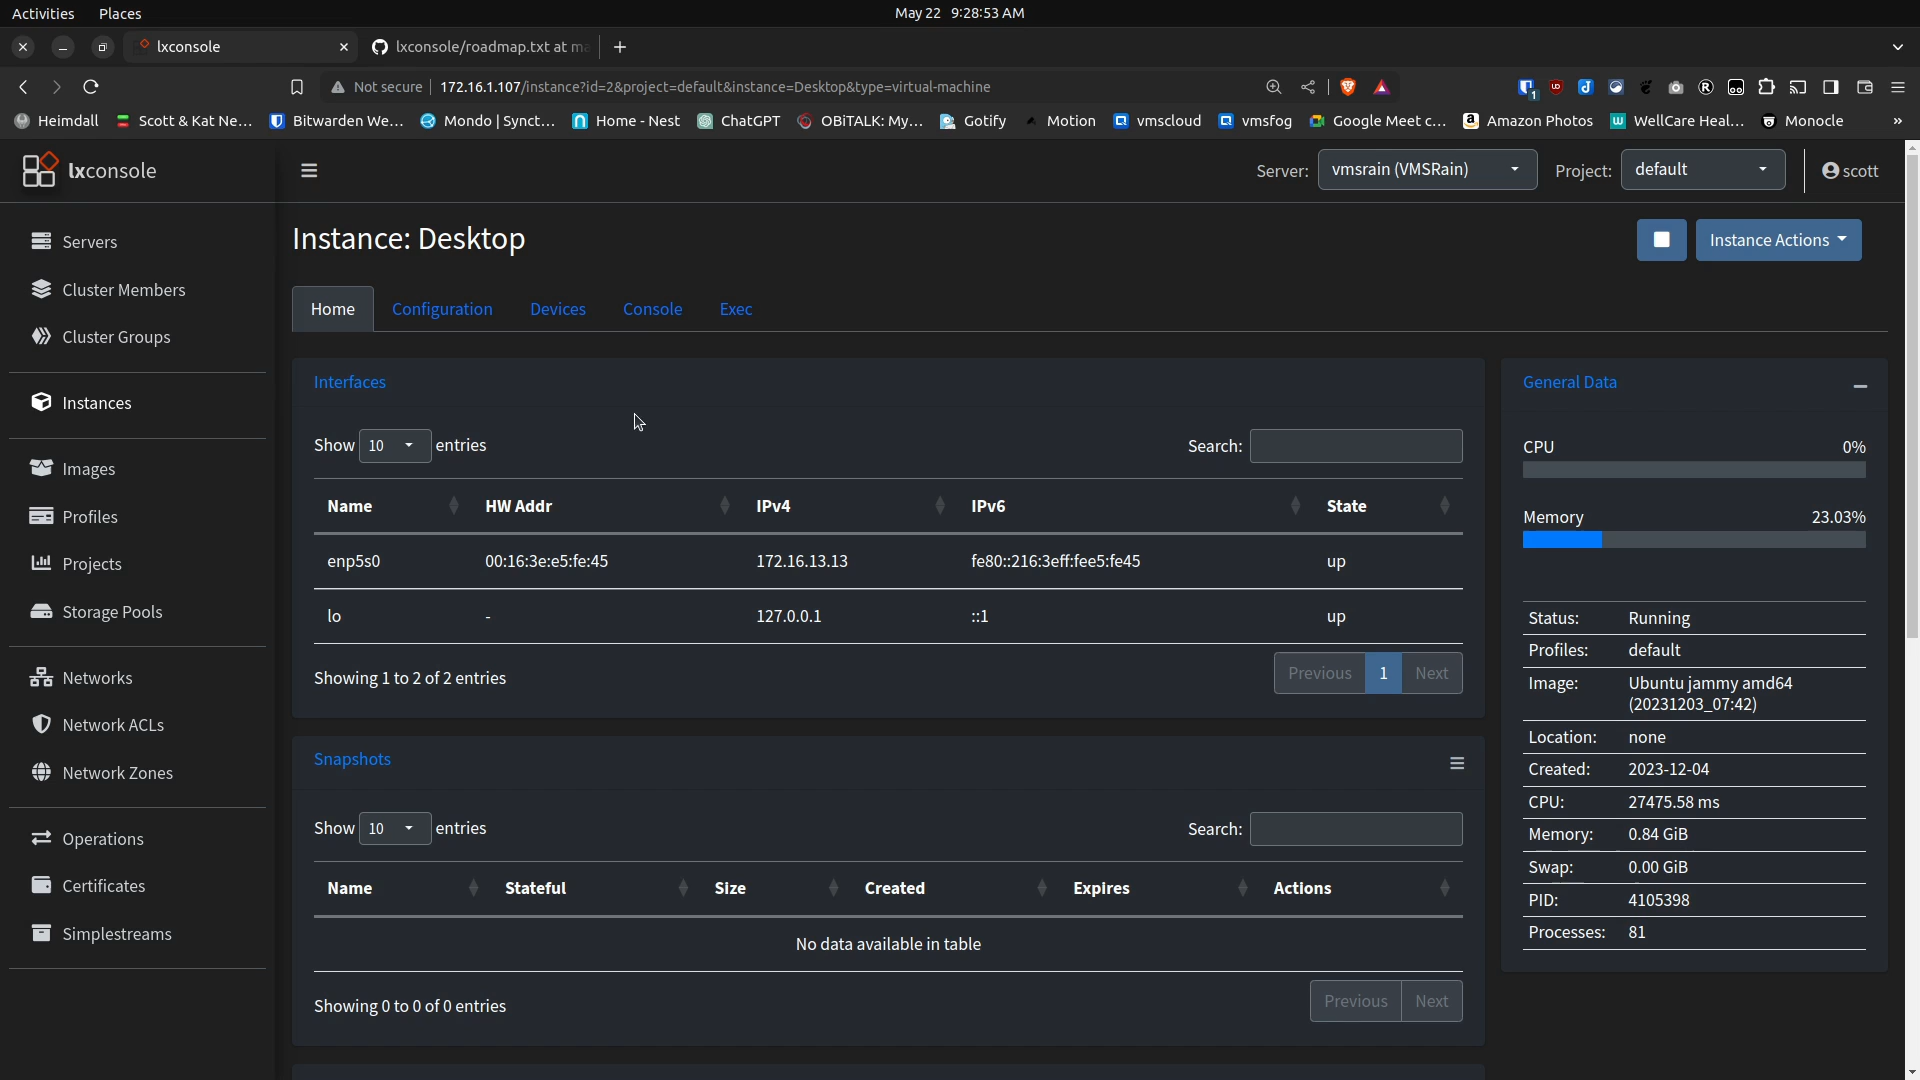 Activities Places May 22 9:28:53 AM
lxconsole lxconsole/roadmap.txt at ma
Not secure 172.16.1.107/instance?id=2&project=default&instance=Desktop&type=virtual-machine 1
Heimdall Scott & Kat Ne... Bitwarden We... Mondo | Synct... Home - Nest ChatGPT OBiTALK: My... Gotify Motion vmscloud vmsfog Google Meet c... Amazon Photos WellCare Heal... Monocle »
lxconsole Server: vmsrain (VMSRain) Project: default scott
Instance: Desktop Instance Actions
Servers
Cluster Members
Cluster Groups
Instances
Images
Profiles
Projects
Storage Pools
Networks
Network ACLs
Network Zones
Operations
Certificates
Simplestreams
Home Configuration Devices Console Exec
Interfaces
Show 10 entries Search:
Name HW Addr IPv4 IPv6 State
enp5s0 00:16:3e:e5:fe:45 172.16.13.13 fe80::216:3eff:fee5:fe45 up
lo - 127.0.0.1 ::1 up
Showing 1 to 2 of 2 entries Previous 1 Next
Snapshots
Show 10 entries Search:
Name Stateful Size Created Expires Actions
No data available in table
Showing 0 to 0 of 0 entries Previous Next
General Data
CPU 0%
Memory 23.03%
Status: Running
Profiles: default
Image: Ubuntu jammy amd64
(20231203_07:42)
Location: none
Created: 2023-12-04
CPU: 27475.58 ms
Memory: 0.84 GiB
Swap: 0.00 GiB
PID: 4105398
Processes: 81